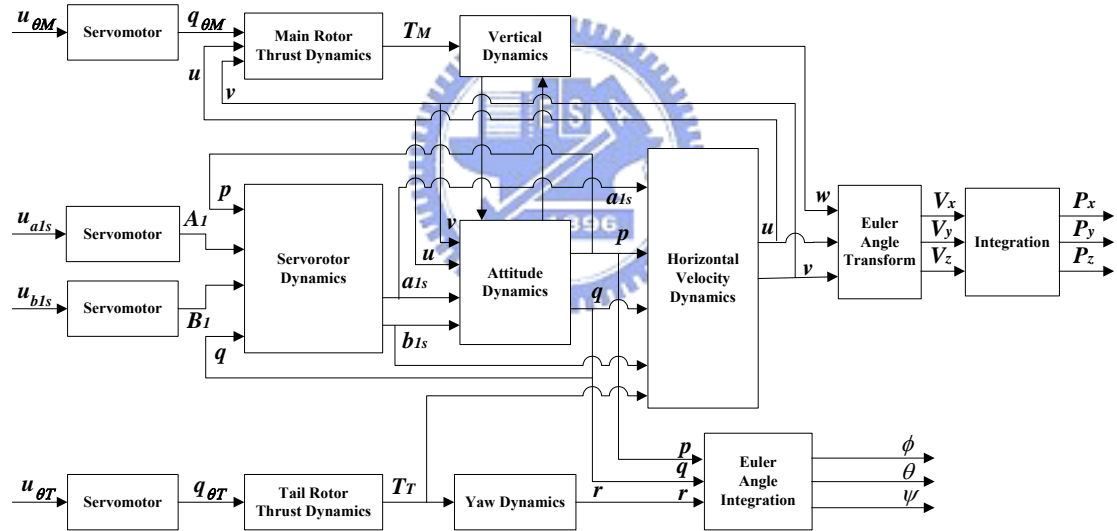 u_θM
Servomotor
q_θM
u
v
Main Rotor
Thrust Dynamics
T_M
Vertical
Dynamics
E S A
1896
p
u_a1s
Servomotor
A_1
u_b1s
Servomotor
B_1
q
Servorotor
Dynamics
a_1s
b_1s
v
u
Attitude
Dynamics
a_1s
p
q
Horizontal
Velocity
Dynamics
u
v
w
Euler
Angle
Transform
V_x
V_y
V_z
Integration
P_x
P_y
P_z
u_θT
Servomotor
q_θT
Tail Rotor
Thrust Dynamics
T_T
Yaw Dynamics
r
p
q
r
Euler
Angle
Integration
ϕ
θ
ψ